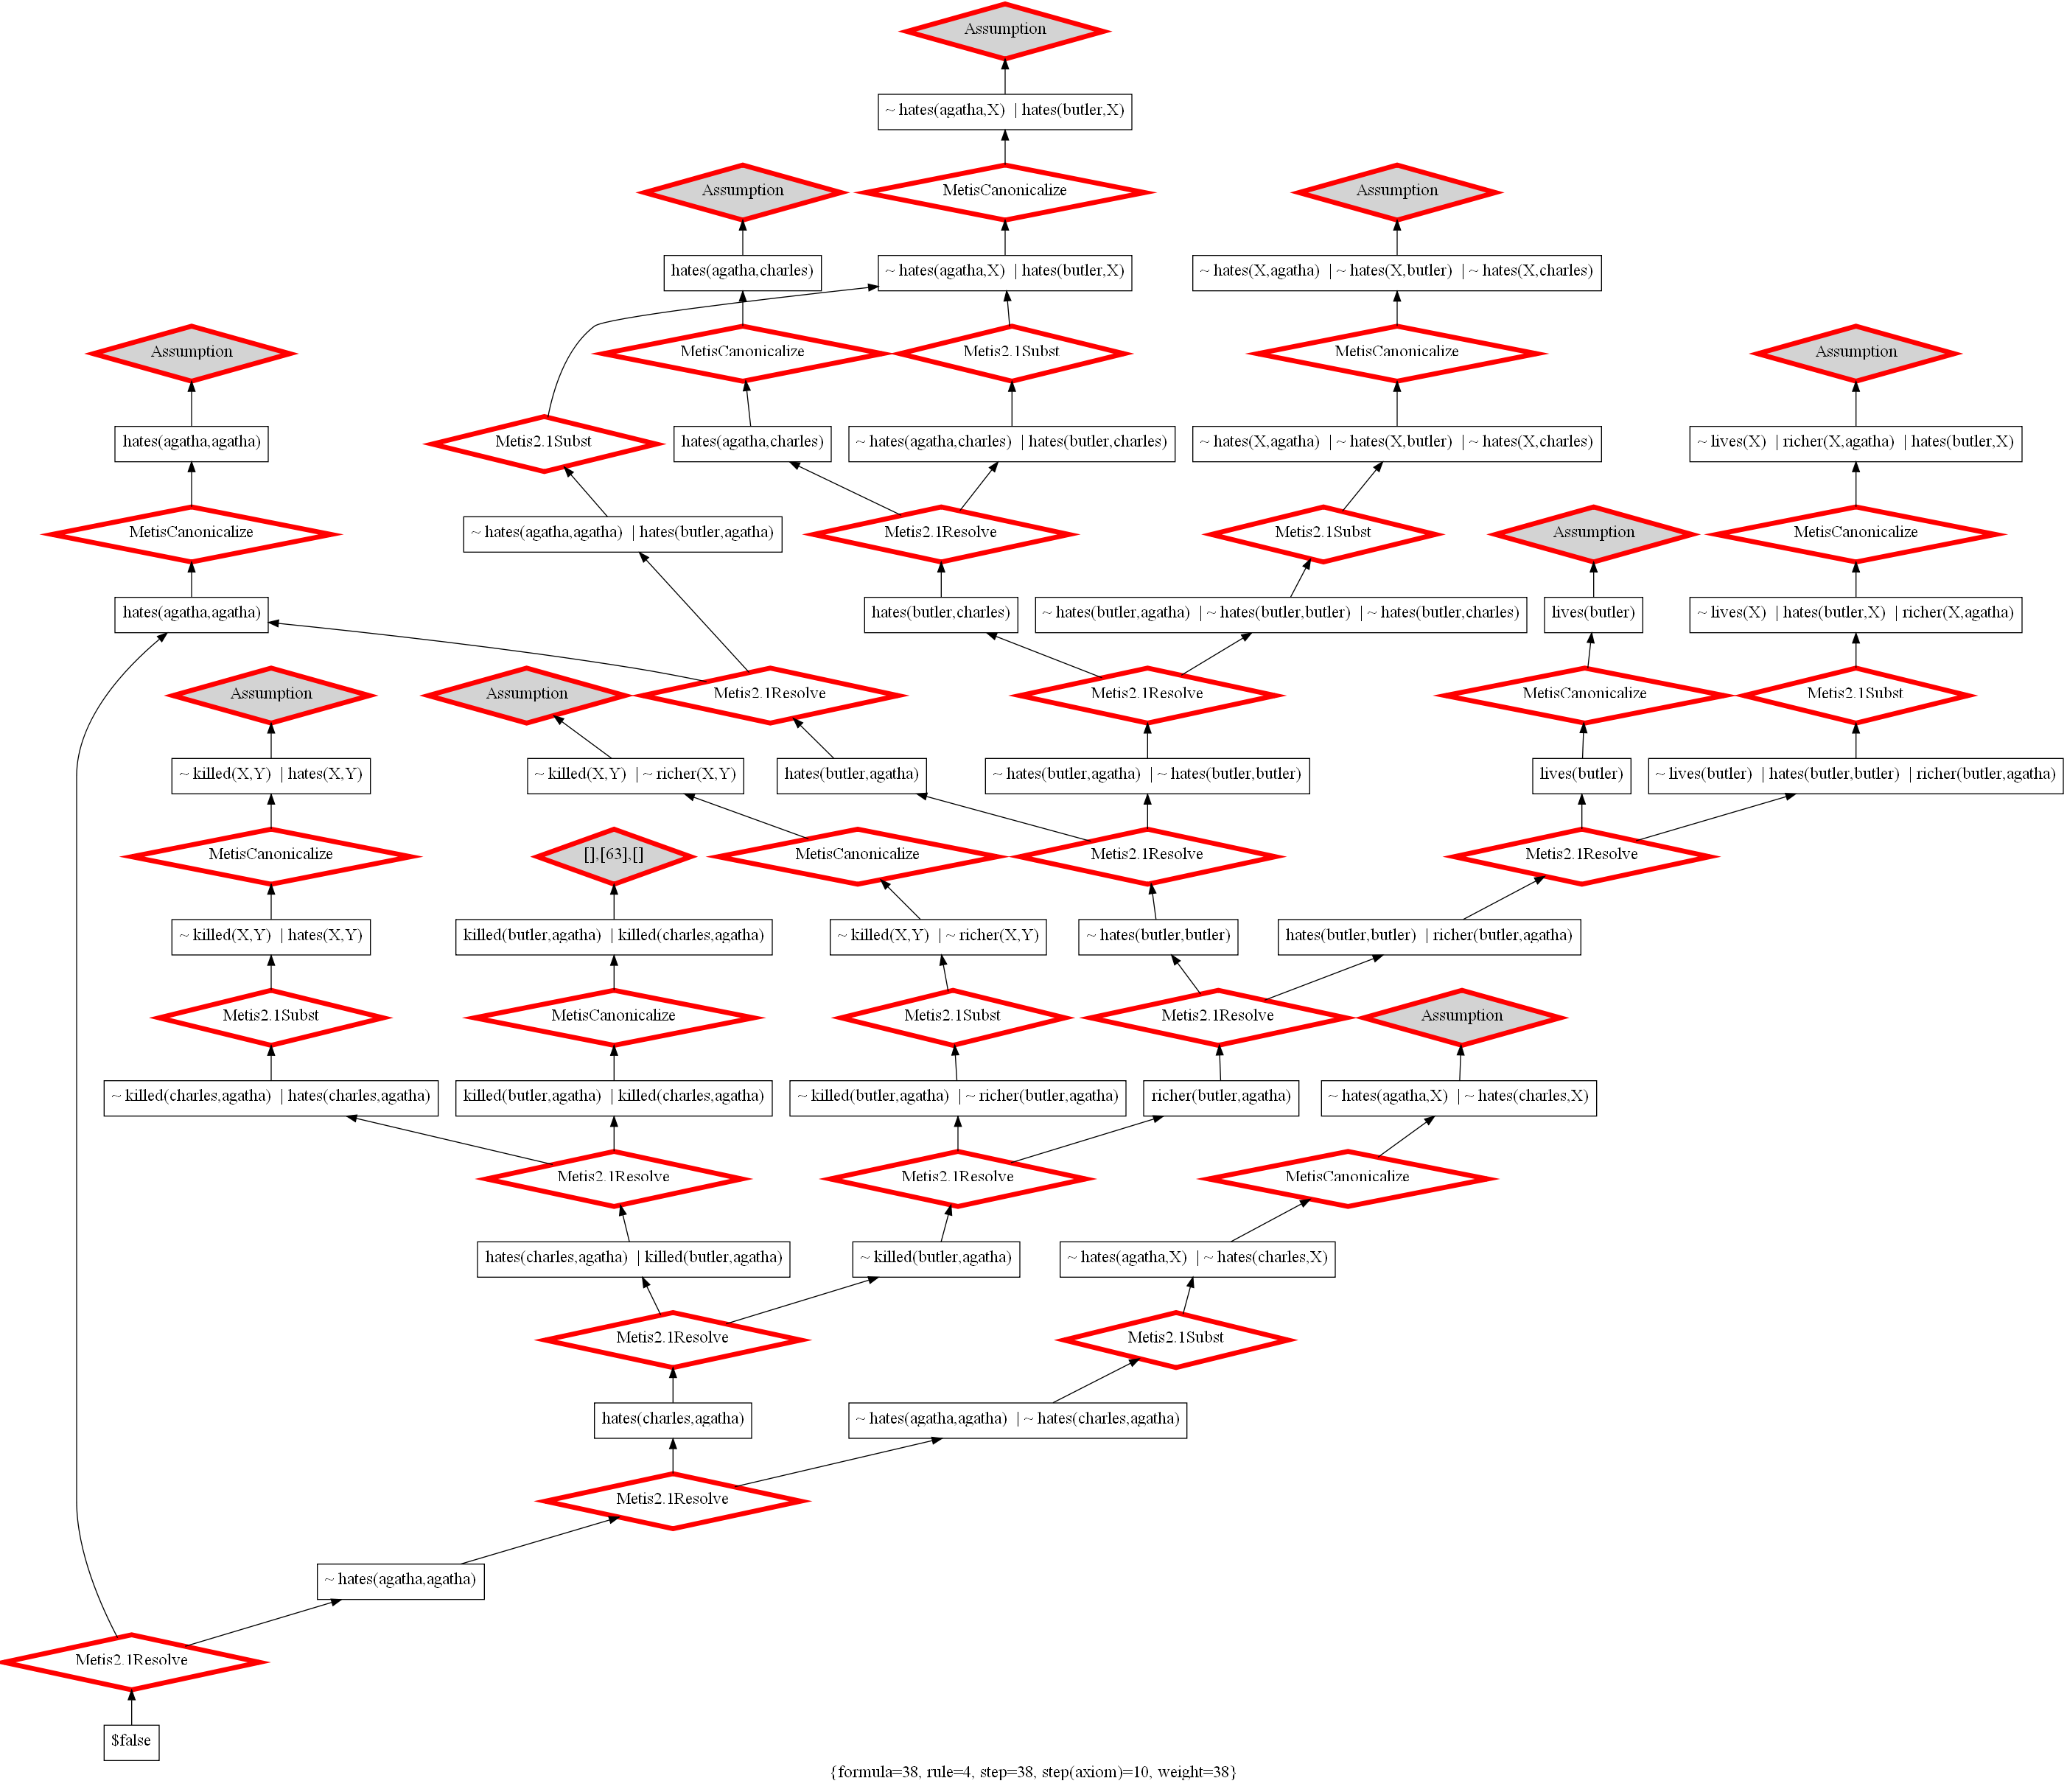 Assumption
~ hates(agatha,X) | hates(butler,X)
Assumption
MetisCanonicalize
Assumption
hates(agatha,charles)
~ hates(agatha,X) | hates(butler,X)
~ hates(X,agatha) | ~ hates(X,butler) | ~ hates(X,charles)
Assumption
MetisCanonicalize
Metis2.1Subst
MetisCanonicalize
Assumption
hates(agatha,agatha)
Metis2.1Subst
hates(agatha,charles)
~ hates(agatha,charles) | hates(butler,charles)
~ hates(X,agatha) | ~ hates(X,butler) | ~ hates(X,charles)
~ lives(X) | richer(X,agatha) | hates(butler,X)
MetisCanonicalize
~ hates(agatha,agatha) | hates(butler,agatha)
Metis2.1Resolve
Metis2.1Subst
Assumption
MetisCanonicalize
hates(agatha,agatha)
hates(butler,charles)
~ hates(butler,agatha) | ~ hates(butler,butler) | ~ hates(butler,charles)
lives(butler)
~ lives(X) | hates(butler,X) | richer(X,agatha)
Assumption
Assumption
Metis2.1Resolve
Metis2.1Resolve
MetisCanonicalize
Metis2.1Subst
~ killed(X,Y) | hates(X,Y)
~ killed(X,Y) | ~ richer(X,Y)
hates(butler,agatha)
~ hates(butler,agatha) | ~ hates(butler,butler)
lives(butler)
~ lives(butler) | hates(butler,butler) | richer(butler,agatha)
MetisCanonicalize
[],[63],[]
MetisCanonicalize
Metis2.1Resolve
Metis2.1Resolve
~ killed(X,Y) | hates(X,Y)
killed(butler,agatha) | killed(charles,agatha)
~ killed(X,Y) | ~ richer(X,Y)
~ hates(butler,butler)
hates(butler,butler) | richer(butler,agatha)
Metis2.1Subst
MetisCanonicalize
Metis2.1Subst
Metis2.1Resolve
Assumption
~ killed(charles,agatha) | hates(charles,agatha)
killed(butler,agatha) | killed(charles,agatha)
~ killed(butler,agatha) | ~ richer(butler,agatha)
richer(butler,agatha)
~ hates(agatha,X) | ~ hates(charles,X)
Metis2.1Resolve
Metis2.1Resolve
MetisCanonicalize
hates(charles,agatha) | killed(butler,agatha)
~ killed(butler,agatha)
~ hates(agatha,X) | ~ hates(charles,X)
Metis2.1Resolve
Metis2.1Subst
hates(charles,agatha)
~ hates(agatha,agatha) | ~ hates(charles,agatha)
Metis2.1Resolve
~ hates(agatha,agatha)
Metis2.1Resolve
$false
{formula=38, rule=4, step=38, step(axiom)=10, weight=38}